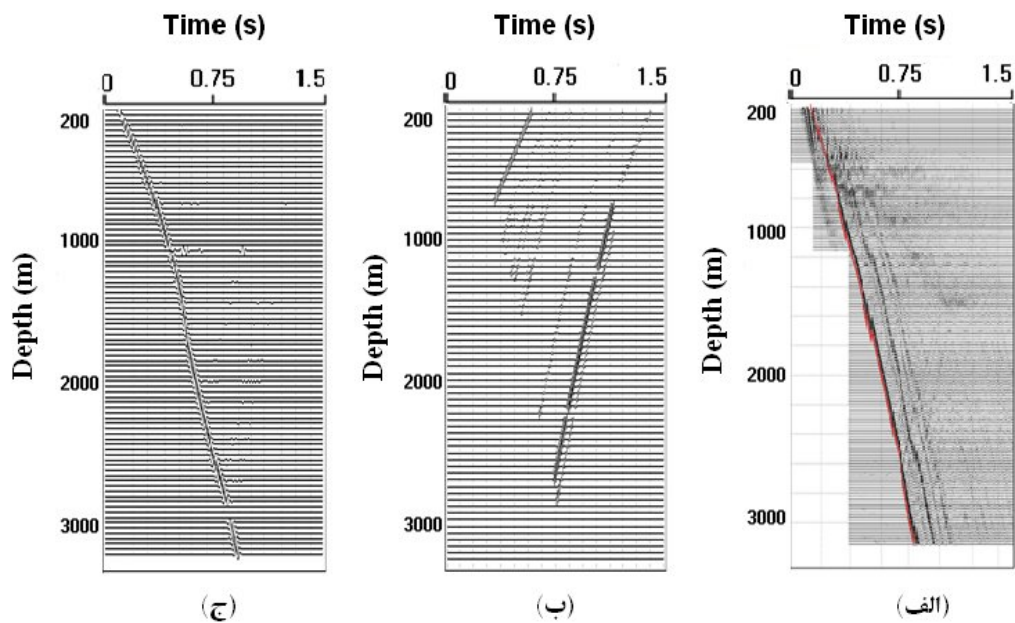 Time (s) Time (s) Time (s)
0 0.75 1.5 0 0.75 1.5 0 0.75 1.5
200 200 200
1000 1000 1000
Depth (m) Depth (m) Depth (m)
2000 2000 2000
3000 3000 3000
(ج) (ب) (الف)